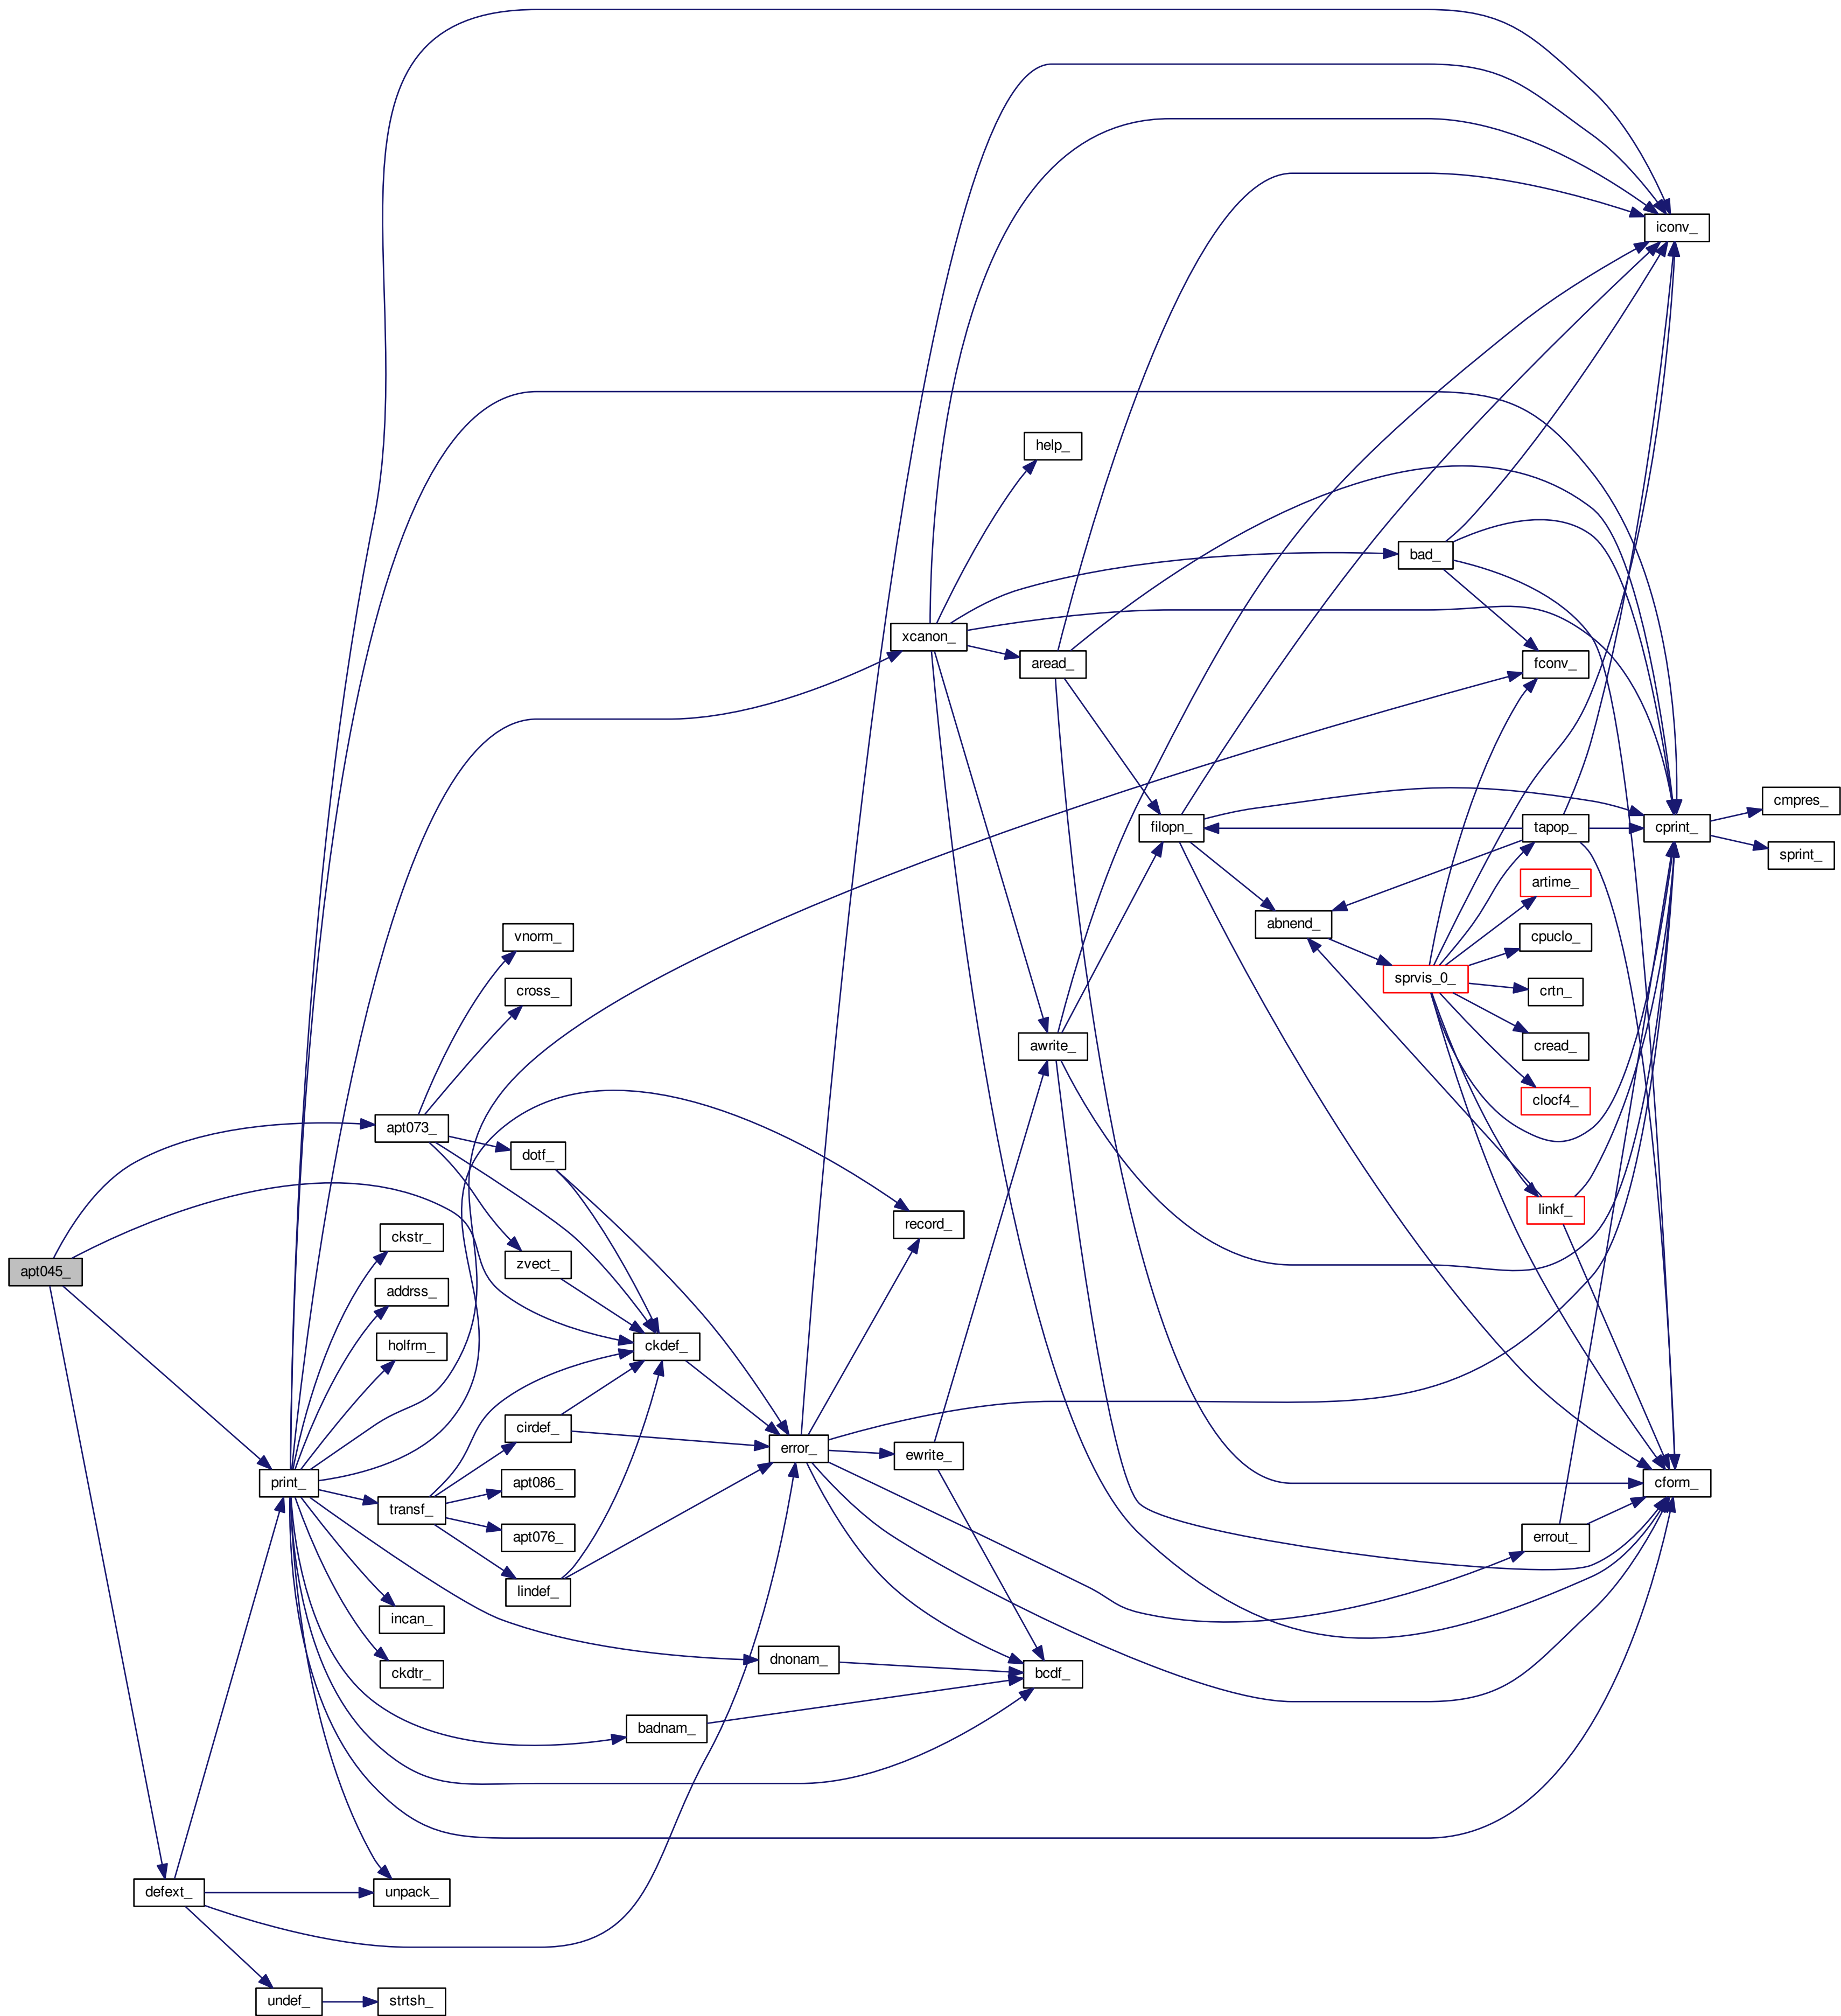 iconv_
help_
bad_
xcanon_
aread_
fconv_
cmpres_
filopn_
tapop_
cprint_
sprint_
artime_
abnend_
vnorm_
cpuclo_
sprvis_0_
cross_
crtn_
awrite_
cread_
clocf4_
apt073_
dotf_
linkf_
record_
ckstr_
zvect_
apt045_
addrss_
holfrm_
ckdef_
cirdef_
error_
ewrite_
print_
apt086_
cform_
transf_
apt076_
errout_
lindef_
incan_
dnonam_
ckdtr_
bcdf_
badnam_
defext_
unpack_
undef_
strtsh_